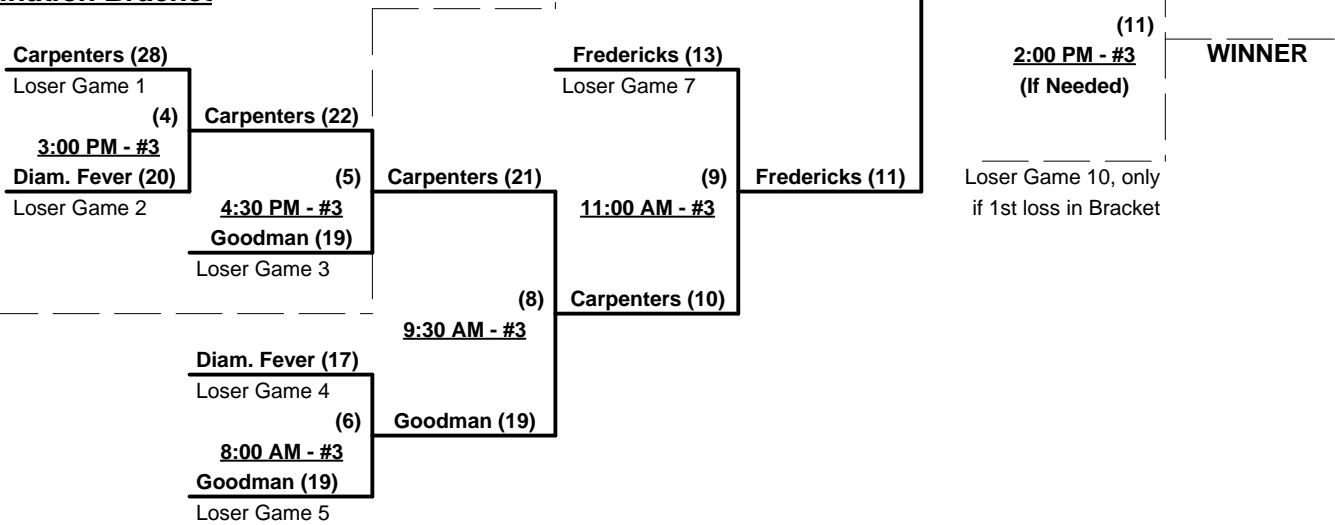 Carpenters (28)
Loser Game 1
(4)
3:00 PM - #3
Diam. Fever (20)
Loser Game 2
Carpenters (22)
(5)
4:30 PM - #3
Goodman (19)
Loser Game 3
Diam. Fever (17)
Loser Game 4
(6)
8:00 AM - #3
Goodman (19)
Loser Game 5
Carpenters (21)
(8)
9:30 AM - #3
Goodman (19)
Fredericks (13)
Loser Game 7
(9)
11:00 AM - #3
Carpenters (10)
Fredericks (11)
(11)
2:00 PM - #3
(If Needed)
Loser Game 10, only
if 1st loss in Bracket
WINNER